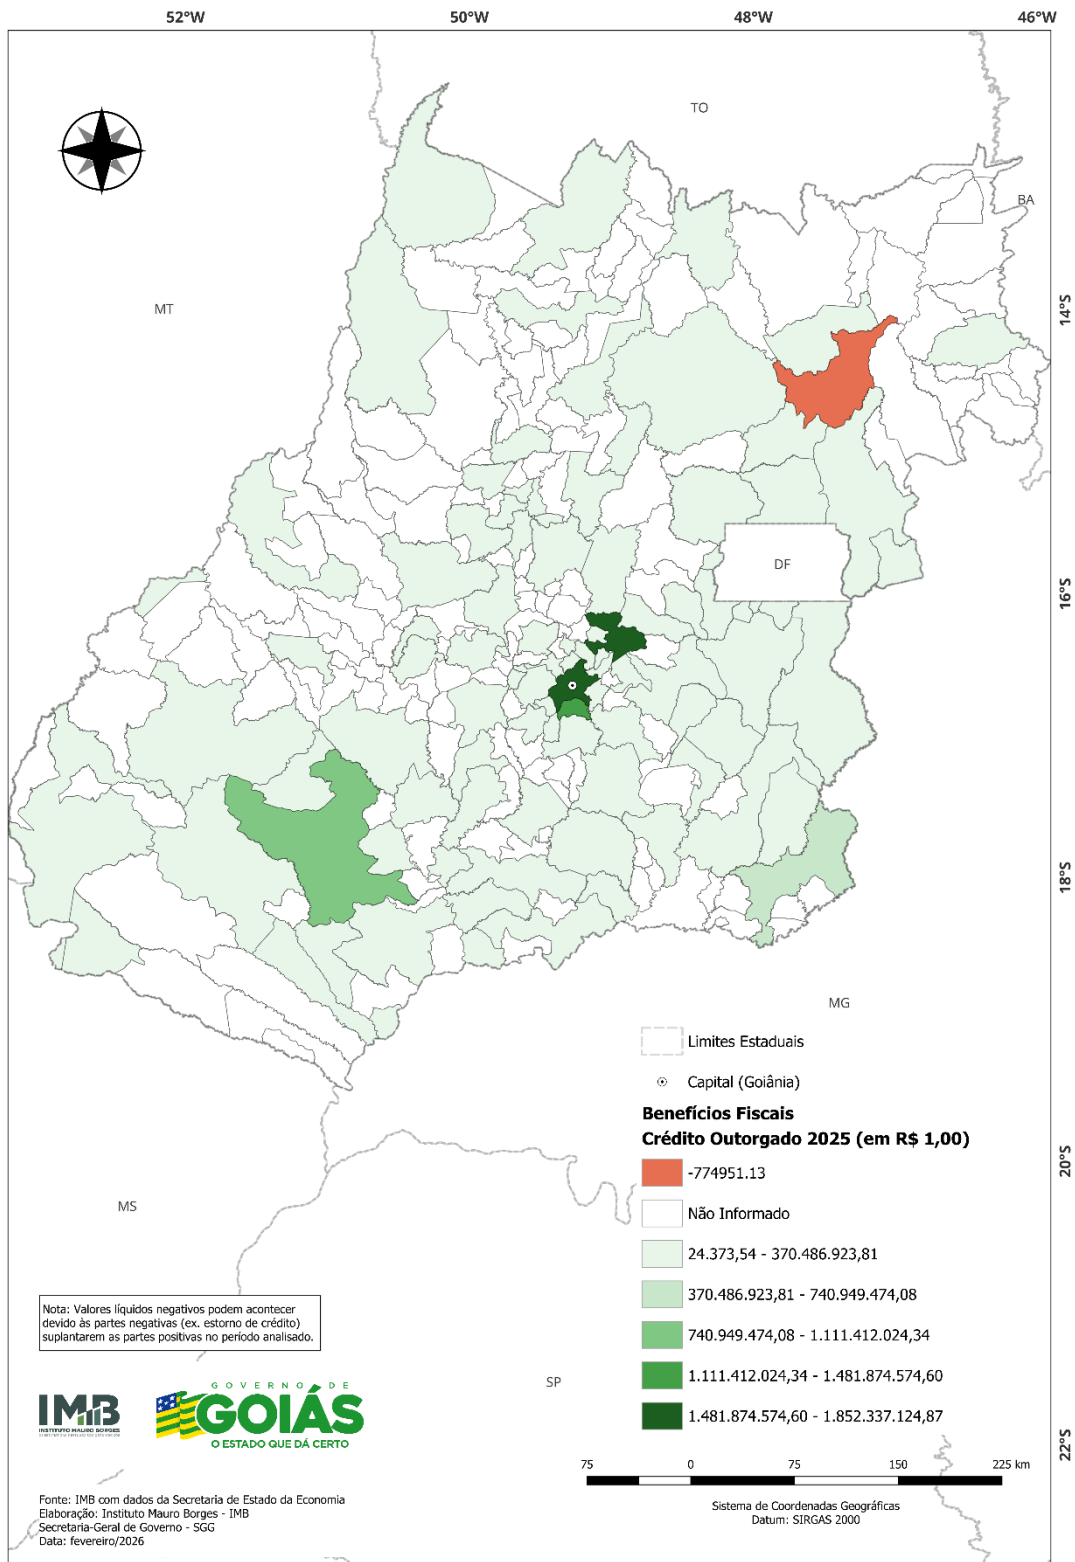 52°W 50°W 48°W 46°W
TO
BA
MT
14°S
DF
16°S
18°S
MG
Limites Estaduais
Capital (Goiânia)
Benefícios Fiscais
Crédito Outorgado 2025 (em R$ 1,00)
-774951.13
Não Informado
24.373,54 - 370.486.923,81
370.486.923,81 - 740.949.474,08
740.949.474,08 - 1.111.412.024,34
1.111.412.024,34 - 1.481.874.574,60
1.481.874.574,60 - 1.852.337.124,87
20°S
MS
Nota: Valores líquidos negativos podem acontecer
devido às partes negativas (ex. estorno de crédito)
suplantarem as partes positivas no período analisado.
SP
IMB
INSTITUTO MAURO BORGES
GOVERNO DE
GOIÁS
O ESTADO QUE DÁ CERTO
22°S
75 0 75 150 225 km
Sistema de Coordenadas Geográficas
Datum: SIRGAS 2000
Fonte: IMB com dados da Secretaria de Estado da Economia
Elaboração: Instituto Mauro Borges - IMB
Secretaria-Geral de Governo - SGG
Data: fevereiro/2026